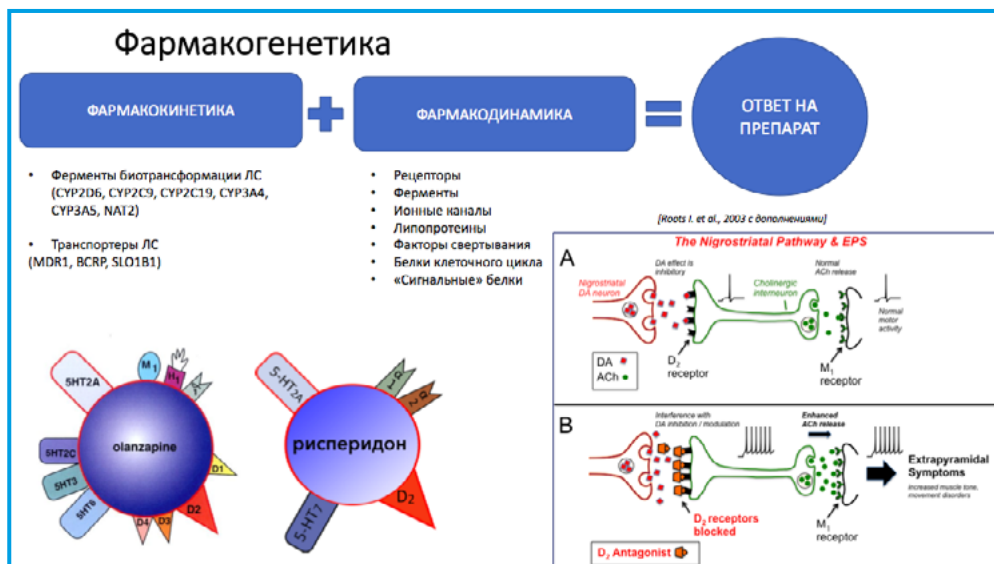 Фармакогенетика
ФАРМАКОКИНЕТИКА
ФАРМАКОДИНАМИКА
ОТВЕТ НА
ПРЕПАРАТ
• Ферменты биотрансформации ЛС
(CYP2D6, CYP2C9, CYP2C19, CYP3A4,
CYP3A5, NAT2)
• Транспортеры ЛС
(MDR1, BCRP, SLO1B1)
• Рецепторы
• Ферменты
• Ионные каналы
• Липопротеины
• Факторы свертывания
• Белки клеточного цикла
• «Сигнальные» белки
[Roots I. et al., 2003 с дополнениями]
The Nigrostriatal Pathway & EPS
A
Nigrostriatal
DA neuron
DA effect is
inhibitory
Cholinergic
interneuron
Normal
ACh release
Normal
motor
activity
DA
ACh
D2
receptor
M1
receptor
B
Interference with
DA inhibition / modulation
Enhanced
ACh release
Extrapyramidal
Symptoms
Increased muscle tone,
movement disorders
D2 receptors
blocked
M1
receptor
D2 Antagonist
5HT2A
M1
H1
olanzapine
5HT2C
5HT3
5HT6
D4
D3
D2
D1
5-HT2A
рисперидон
5-HT7
D2